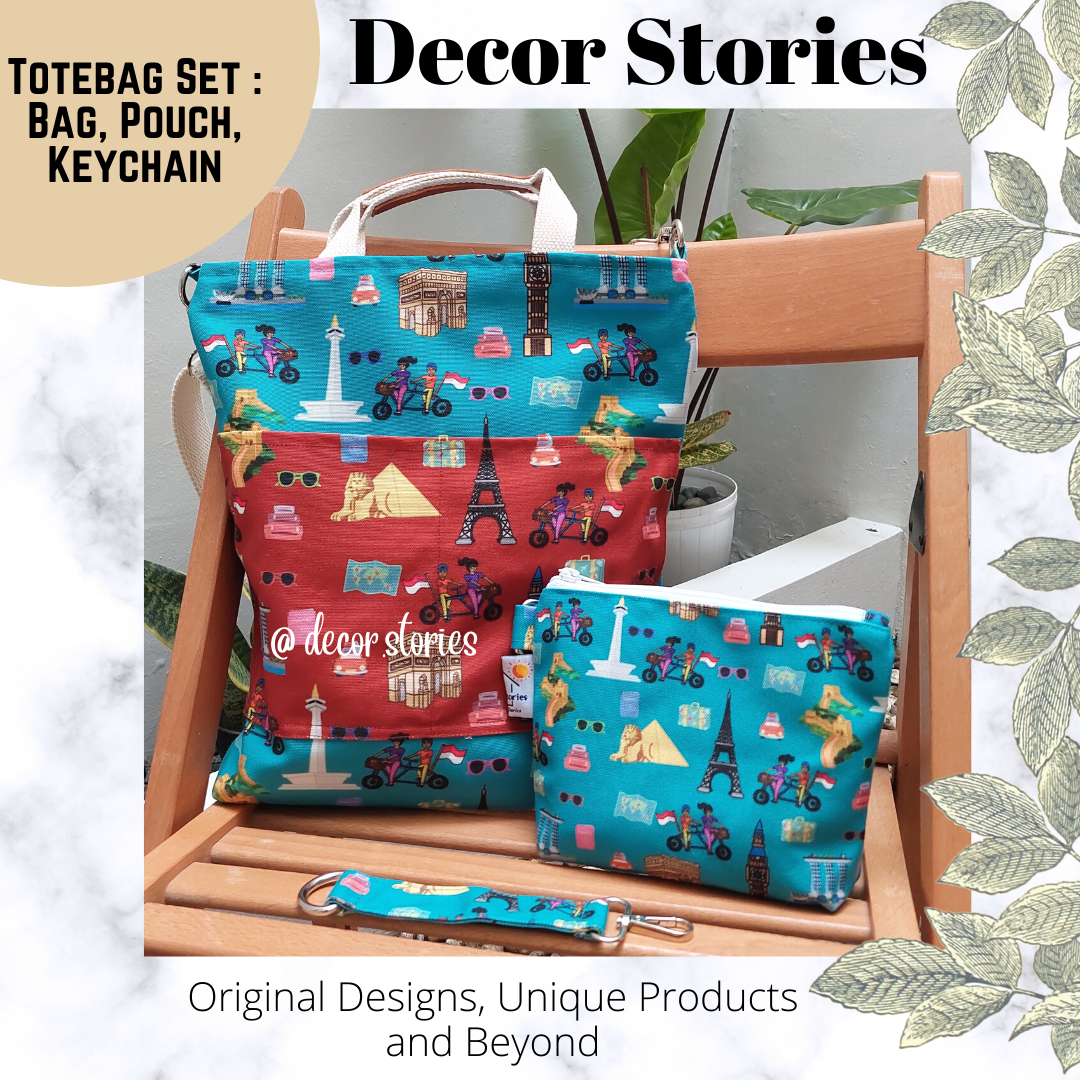 Decor Stories
Totebag Set :
Bag, Pouch,
Keychain
@ decor.stories
Original Designs, Unique Products
and Beyond